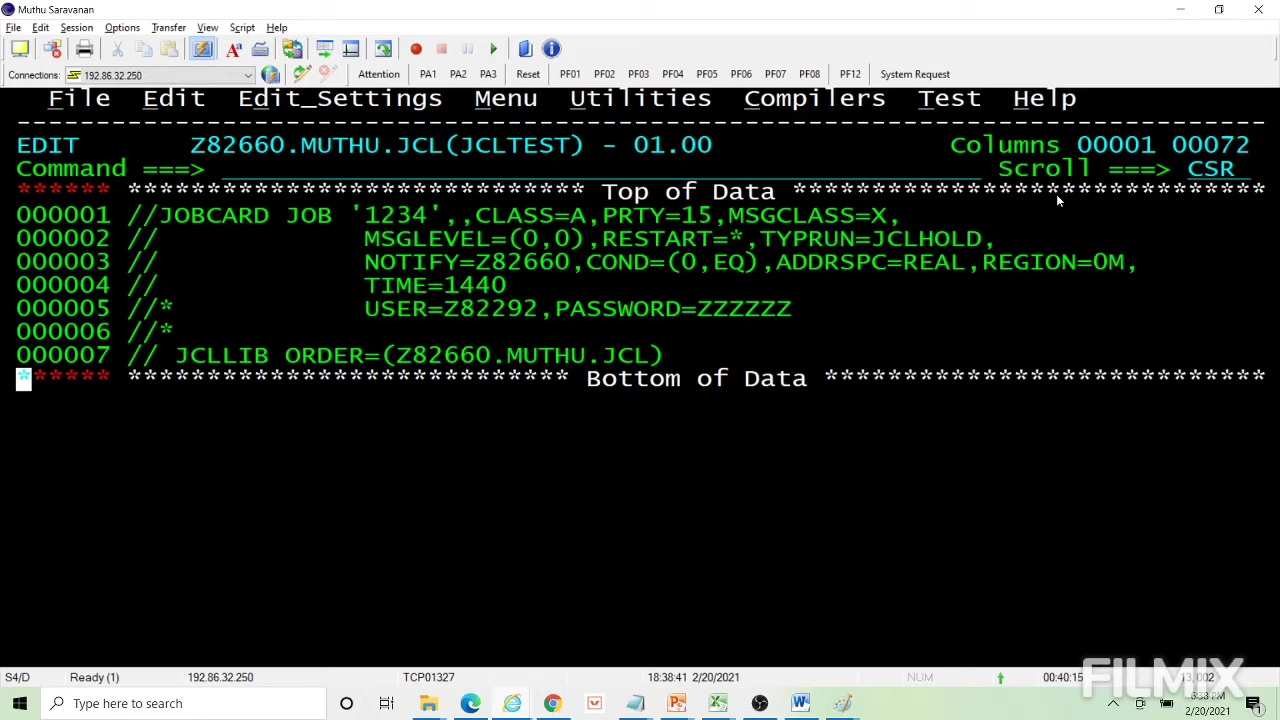 Muthu Saravanan
File Edit Session Options Transfer View Script Help
Connections: 192.86.32.250 Attention PA1 PA2 PA3 Reset PF01 PF02 PF03 PF04 PF05 PF06 PF07 PF08 PF12 System Request
File Edit Edit_Settings Menu Utilities Compilers Test Help
-------------------------------------------------------------------------------
EDIT Z82660.MUTHU.JCL(JCLTEST) - 01.00 Columns 00001 00072
Command ===> Scroll ===> CSR
****** ***************************** Top of Data ******************************
000001 //JOBCARD JOB '1234',,CLASS=A,PRTY=15,MSGCLASS=X,
000002 // MSGLEVEL=(0,0),RESTART=*,TYPRUN=JCLHOLD,
000003 // NOTIFY=Z82660,COND=(0,EQ),ADDRSPC=REAL,REGION=0M,
000004 // TIME=1440
000005 //* USER=Z82292,PASSWORD=ZZZZZZ
000006 //*
000007 // JCLLIB ORDER=(Z82660.MUTHU.JCL)
****** **************************** Bottom of Data ****************************
S4/D Ready (1) 192.86.32.250 TCP01327 18:38:41 2/20/2021 NUM 00:40:15
FILMIX
Type here to search
2/20/2021